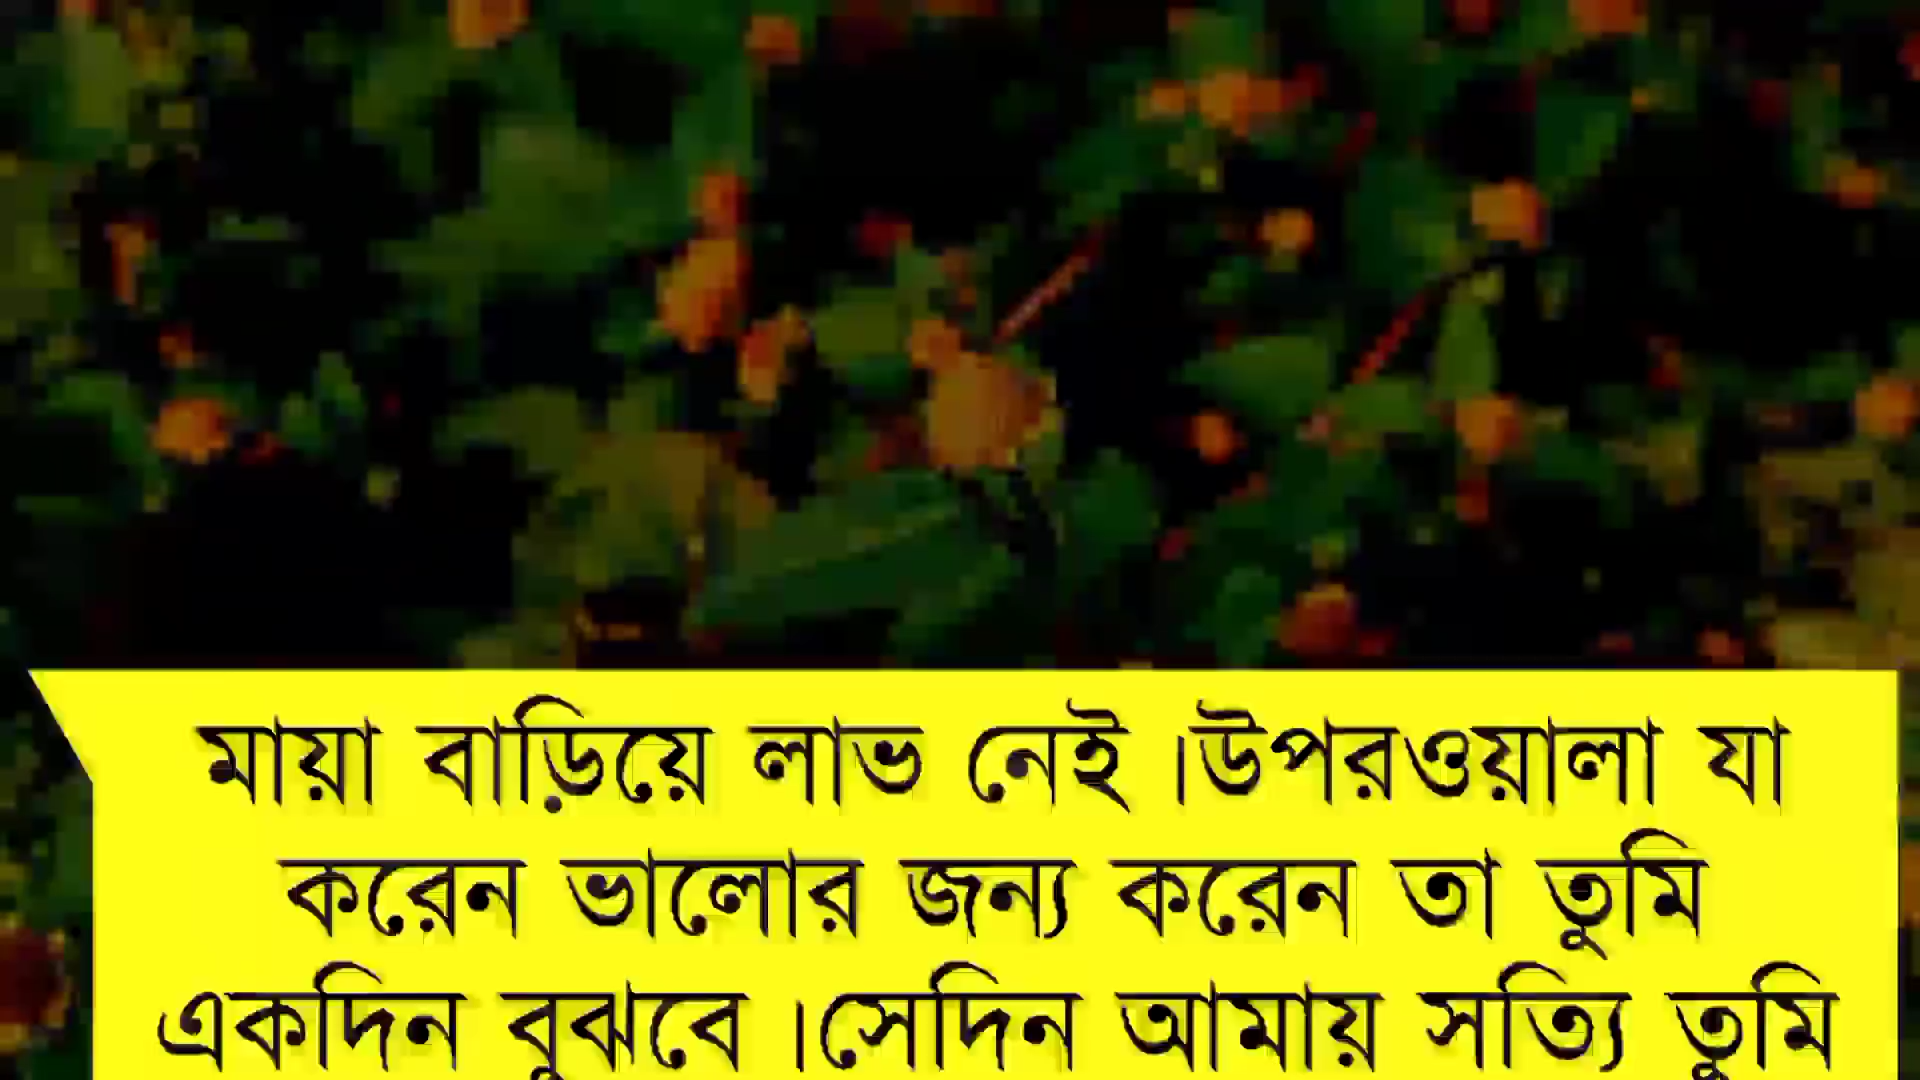 মায়া বাড়িয়ে লাভ নেই ।উপরওয়ালা যা
করেন ভালোর জন্য করেন তা তুমি
একদিন বুঝবে ।সেদিন আমায় সত্যি তুমি